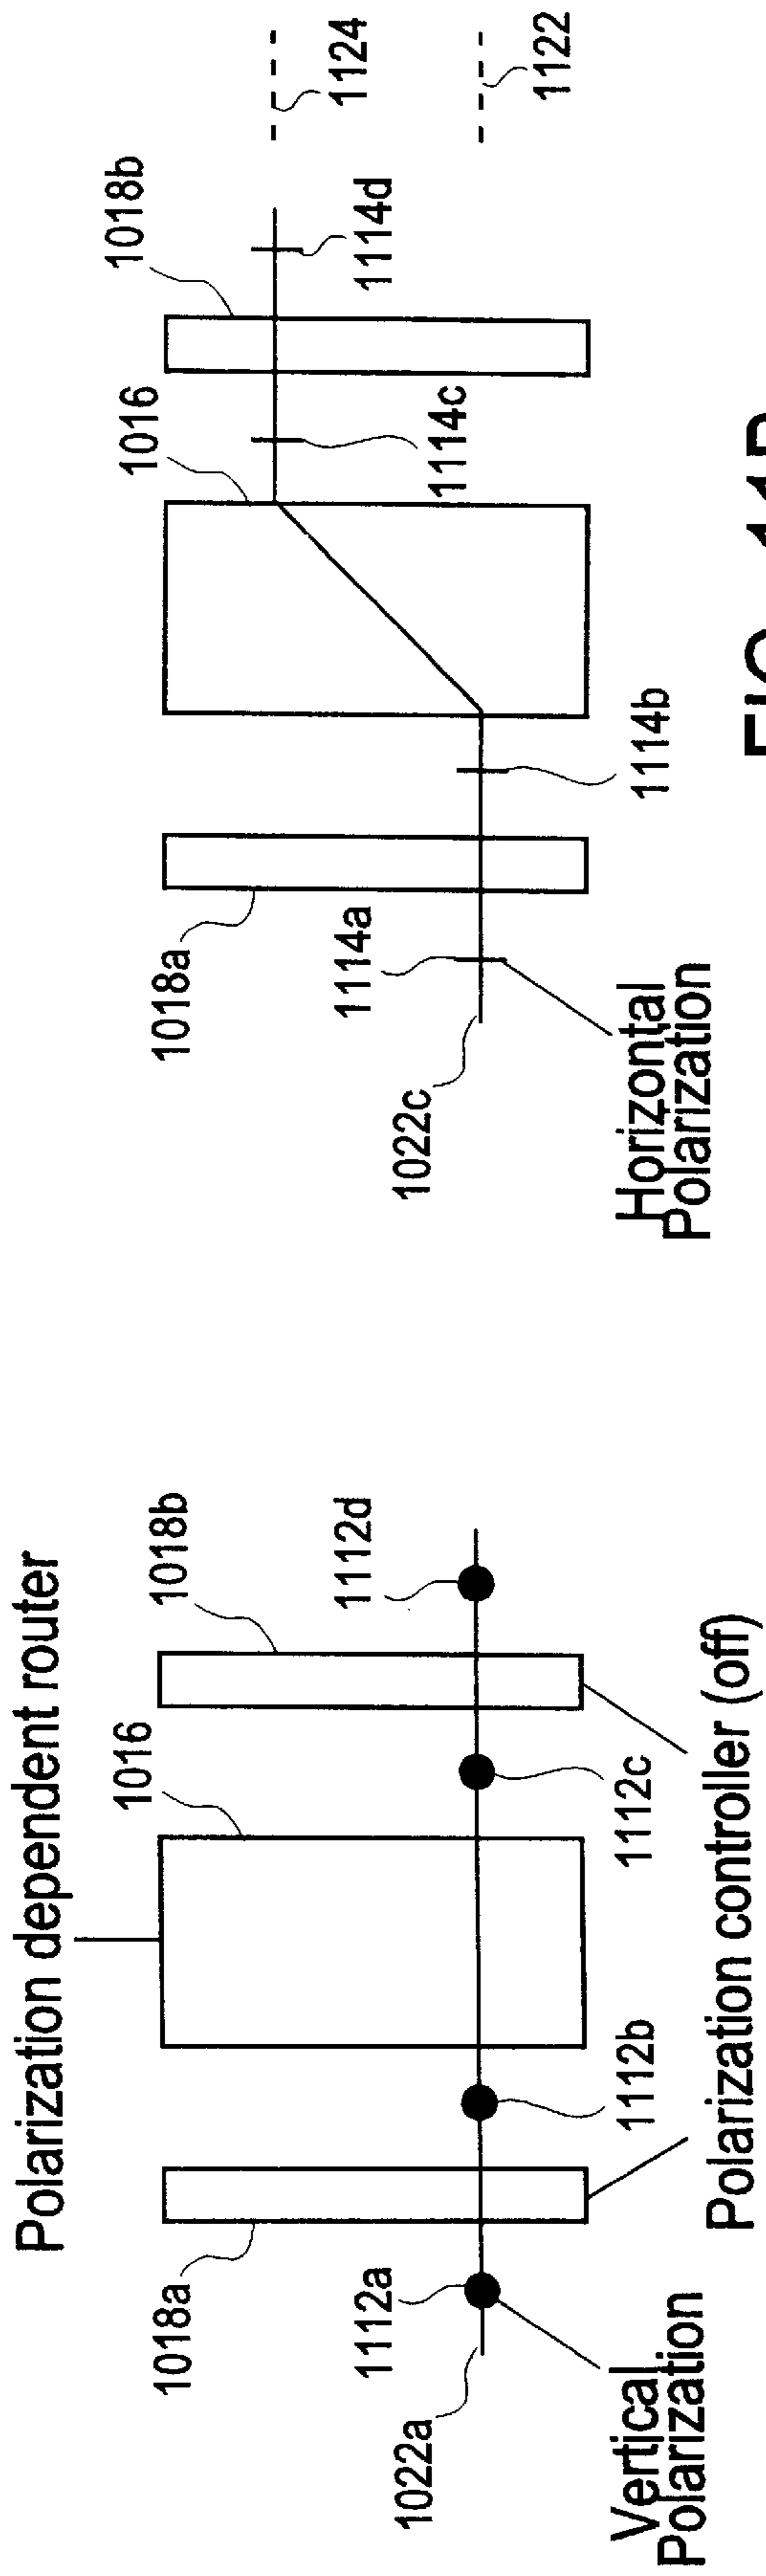 Polarization dependent router
1016
1018a
1018b
1112a
1112d
1022a
1112b
1112c
Vertical
Polarization
Polarization controller (off)
1018b
1124
1016
1018a
1114d
1122
1114a
1114c
1022c
1114b
Horizontal
Polarization